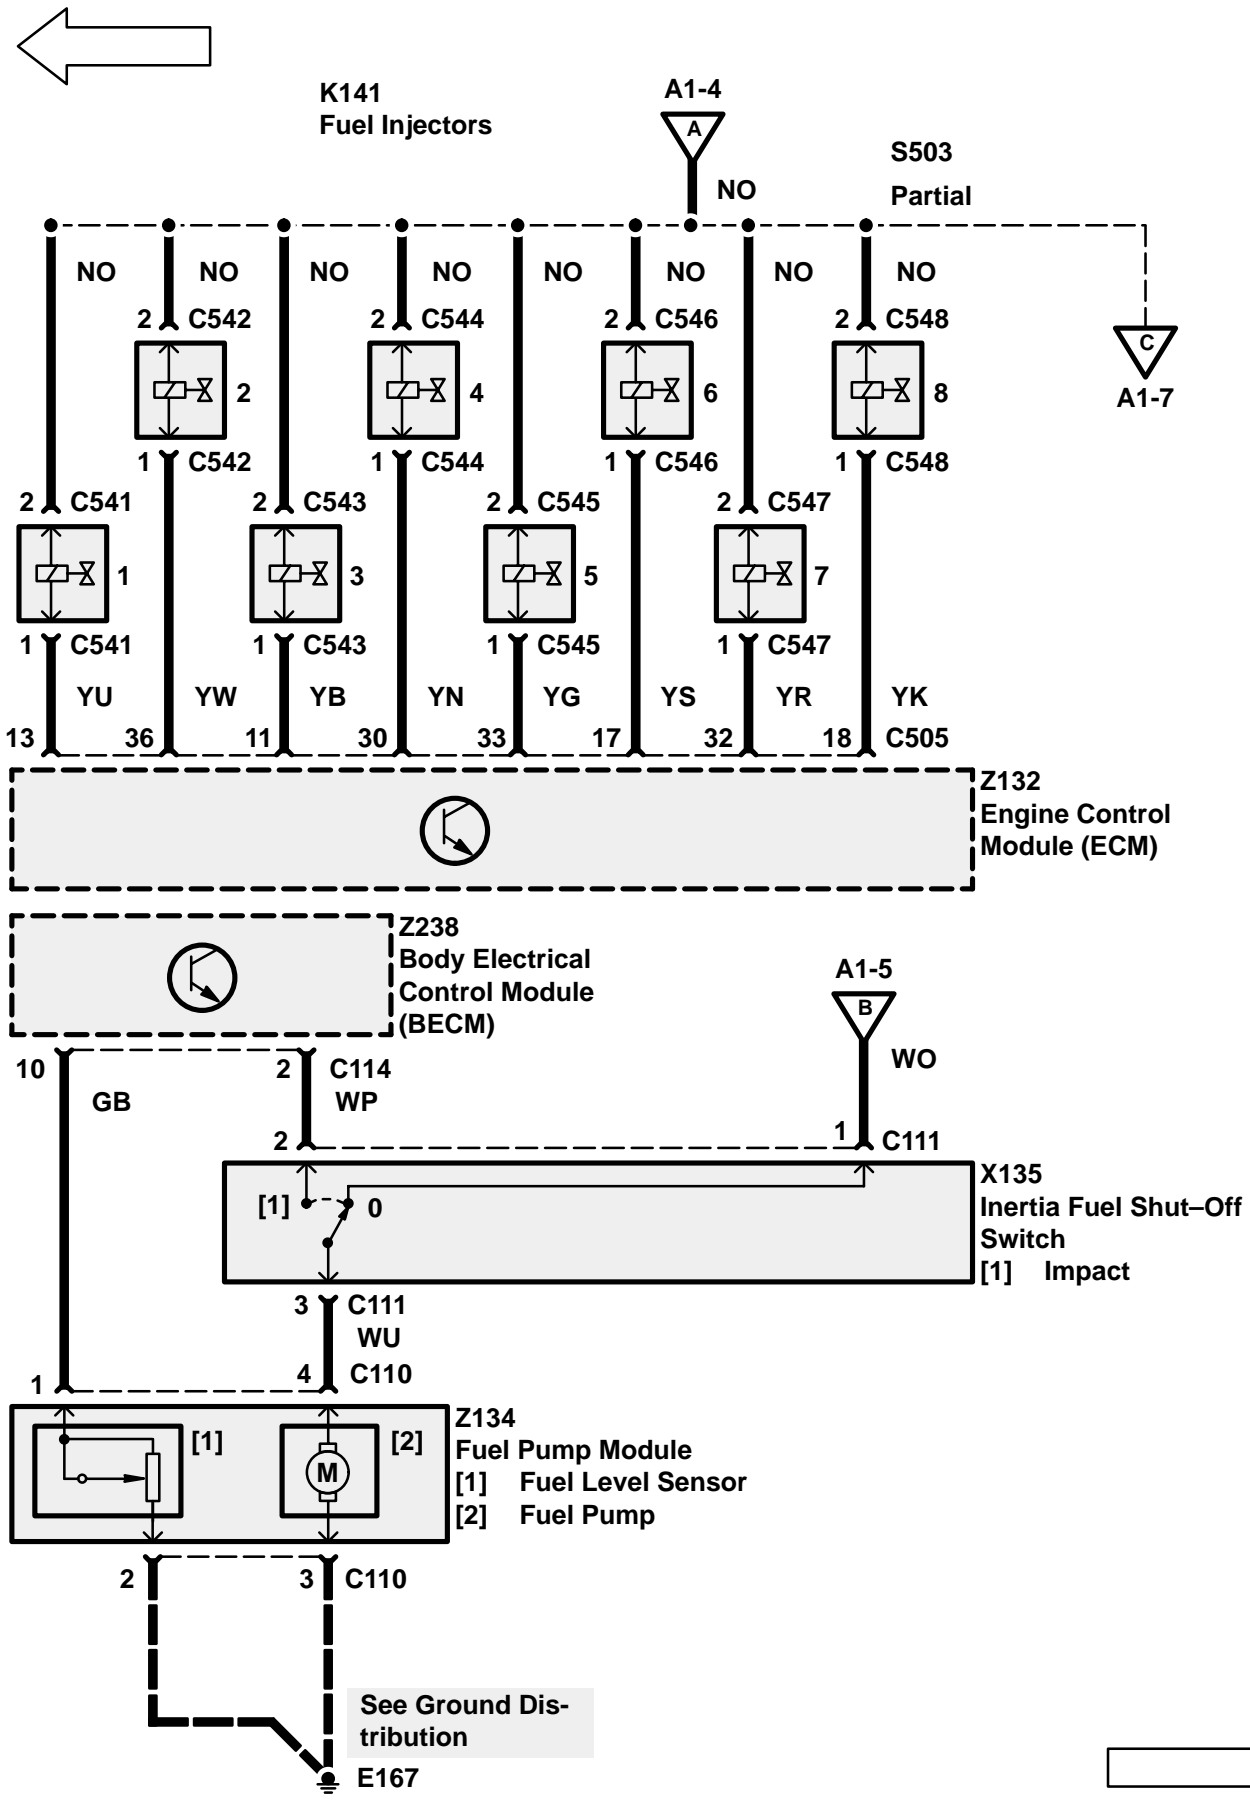 K141
Fuel Injectors
A1-4
A
NO
S503
Partial
NO NO NO NO NO NO NO NO
2 C542 2 C544 2 C546 2 C548
C
A1-7
2 4 6 8
1 C542 1 C544 1 C546 1 C548
2 C541 2 C543 2 C545 2 C547
1 3 5 7
1 C541 1 C543 1 C545 1 C547
YU YW YB YN YG YS YR YK
13 36 11 30 33 17 32 18 C505
Z132
Engine Control
Module (ECM)
Z238
Body Electrical
Control Module
(BECM)
A1-5
B
WO
10 2 C114
GB WP
2 1 C111
[1] 0
X135
Inertia Fuel Shut–Off
Switch
[1] Impact
3 C111
WU
1 4 C110
[1] [2]
M
Z134
Fuel Pump Module
[1] Fuel Level Sensor
[2] Fuel Pump
2 3 C110
See Ground Dis-
tribution
E167